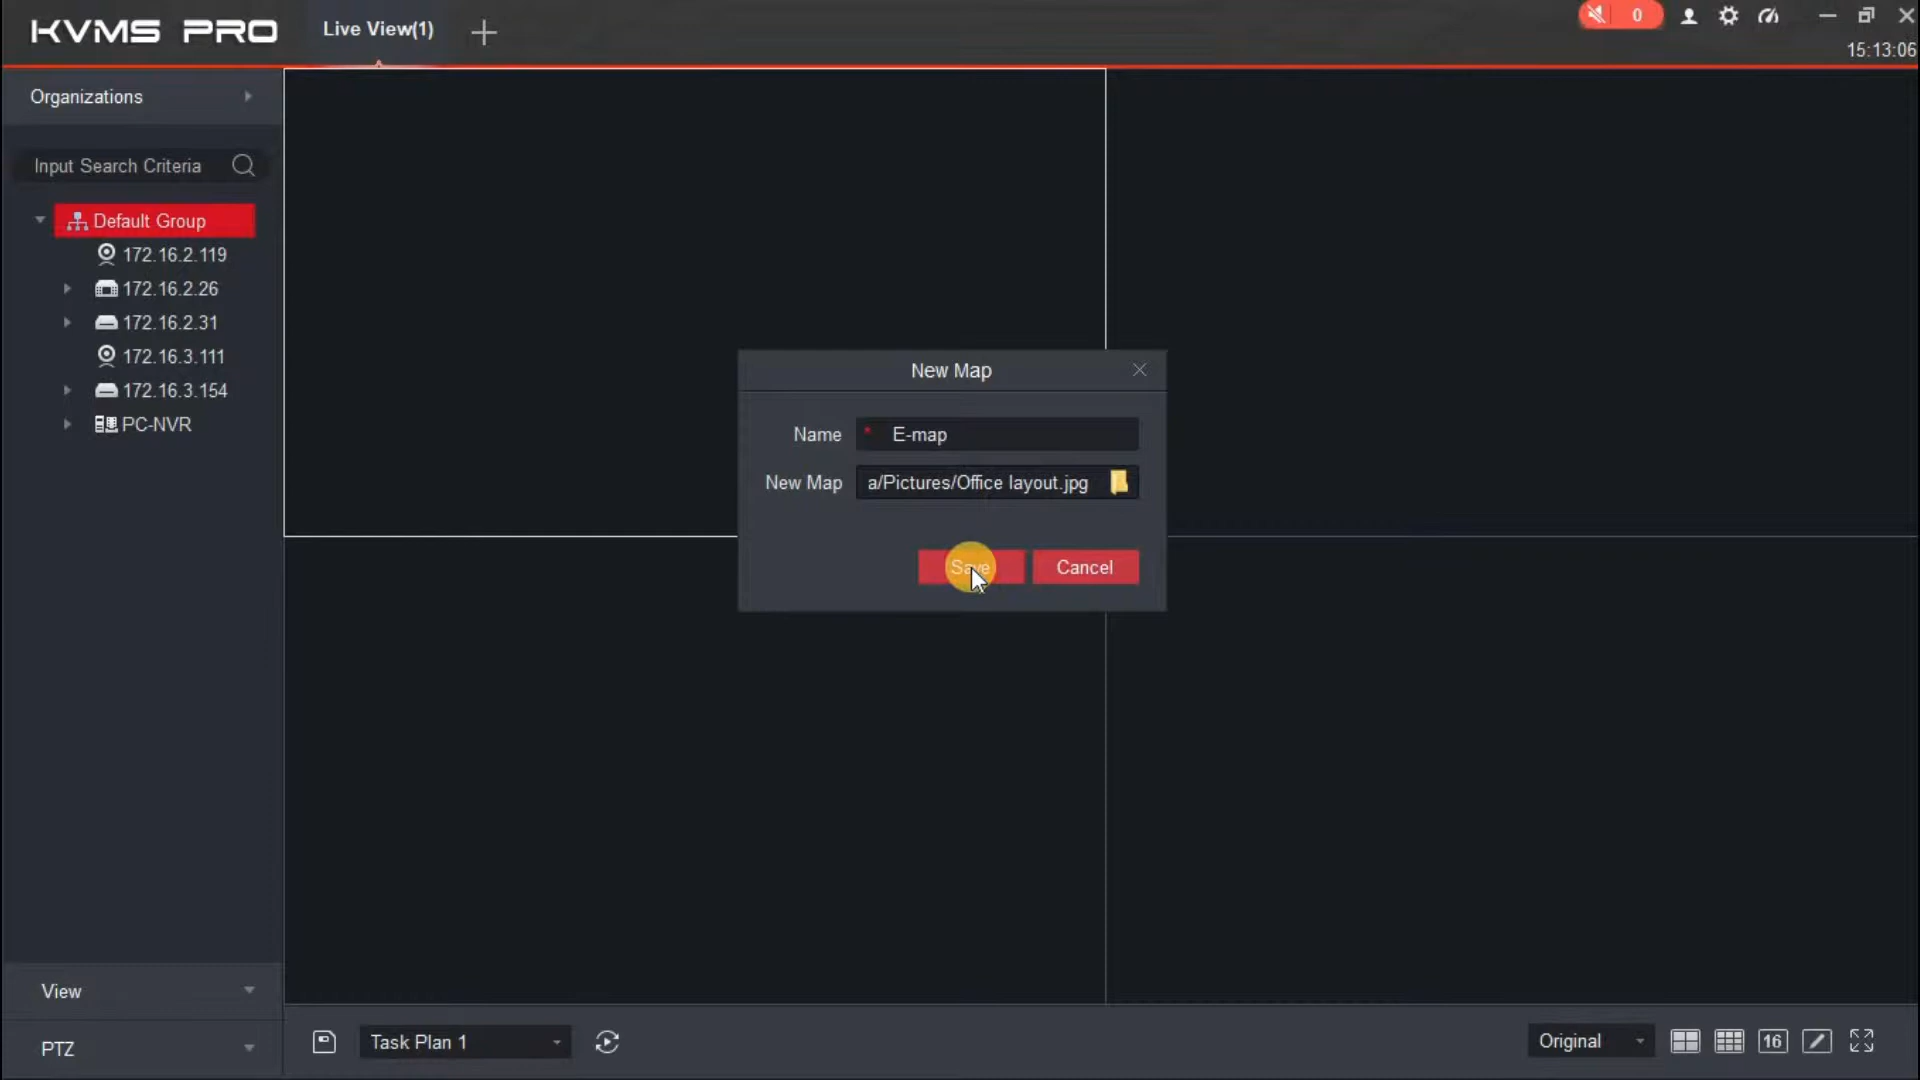 KVMS PRO
Live View(1)
0
15:13:06
Organizations
Input Search Criteria
Default Group
172.16.2.119
172.16.2.26
172.16.2.31
172.16.3.111
172.16.3.154
PC-NVR
New Map
Name * E-map
New Map a/Pictures/Office layout.jpg
Save Cancel
View
PTZ
Task Plan 1
Original
16